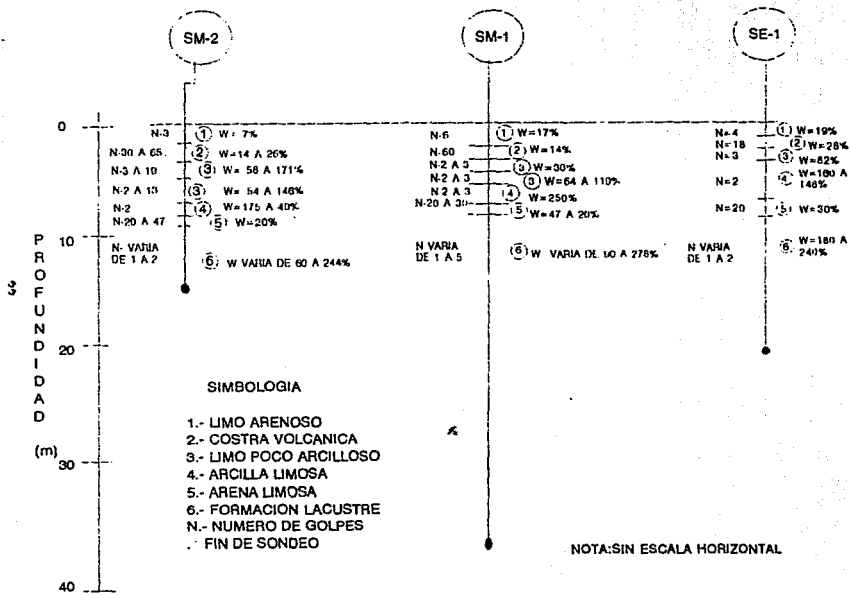 SM-2
SM-1
SE-1
0
10
20
30
40
PROFUNDIDAD
(m)
N-3 1 W= 7%
N-30 A 65. 2 W=14 A 26%
N-3 A 10 3 W= 58 A 171%
N-2 A 13 3 W= 54 A 146%
N-2 4 W=175 A 40%
N-20 A 47 5 W=20%
N- VARIA
DE 1 A 2
6 W VARIA DE 60 A 244%
N-6 1 W=17%
N-60 2 W=14%
N-2 A 3 3 W=30%
N-2 A 3 3 W=64 A 110%
N-2 A 3 4 W=250%
N-20 A 30 5 W=47 A 20%
N VARIA
DE 1 A 5
6 W VARIA DE A 278%
N=4 1 W=19%
N=18 2 W=28%
N=3 3 W=82%
N=2 4 W=160 A
146%
N=20 5 W=30%
N VARIA
DE 1 A 2
6 W=180 A
240%
SIMBOLOGIA
1.- LIMO ARENOSO
2.- COSTRA VOLCANICA
3.- LIMO POCO ARCILLOSO
4.- ARCILLA LIMOSA
5.- ARENA LIMOSA
6.- FORMACION LACUSTRE
N.- NUMERO DE GOLPES
. FIN DE SONDEO
NOTA:SIN ESCALA HORIZONTAL